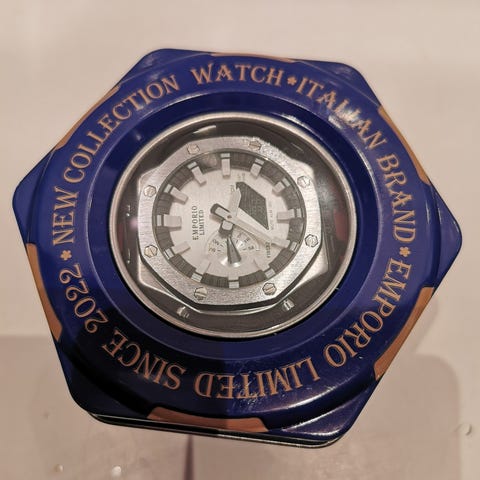 NEW COLLECTION WATCH * ITALIAN BRAND * EMPORIO LIMITED SINCE 2022 *
EMPORIO
LIMITED